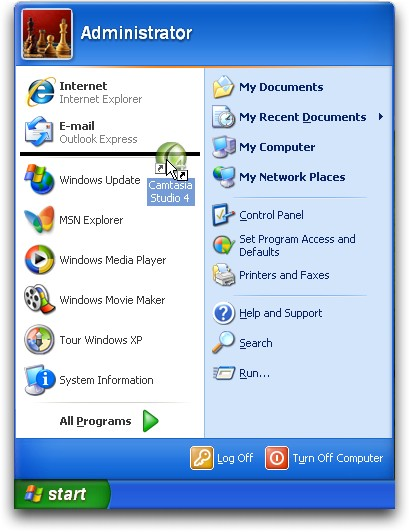 Administrator
Internet
Internet Explorer
E-mail
Outlook Express
Windows Update
Camtasia
Studio 4
MSN Explorer
Windows Media Player
Windows Movie Maker
Tour Windows XP
System Information
All Programs
My Documents
My Recent Documents
My Computer
My Network Places
Control Panel
Set Program Access and
Defaults
Printers and Faxes
Help and Support
Search
Run...
Log Off
Turn Off Computer
start